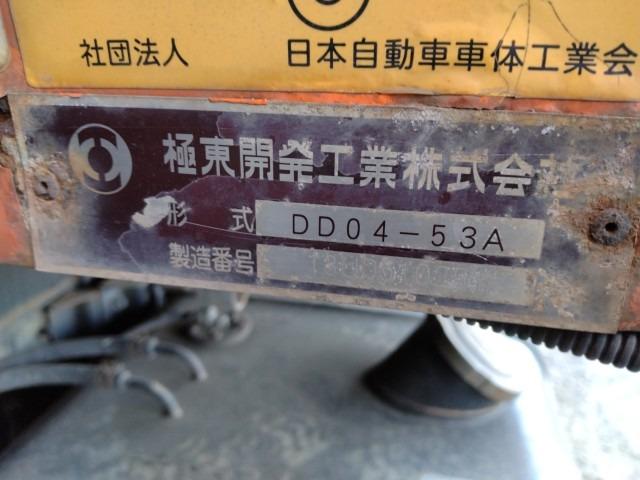 社団法人 日本自動車車体工業会
極東開発工業株式会
形 式 DD04-53A
製造番号